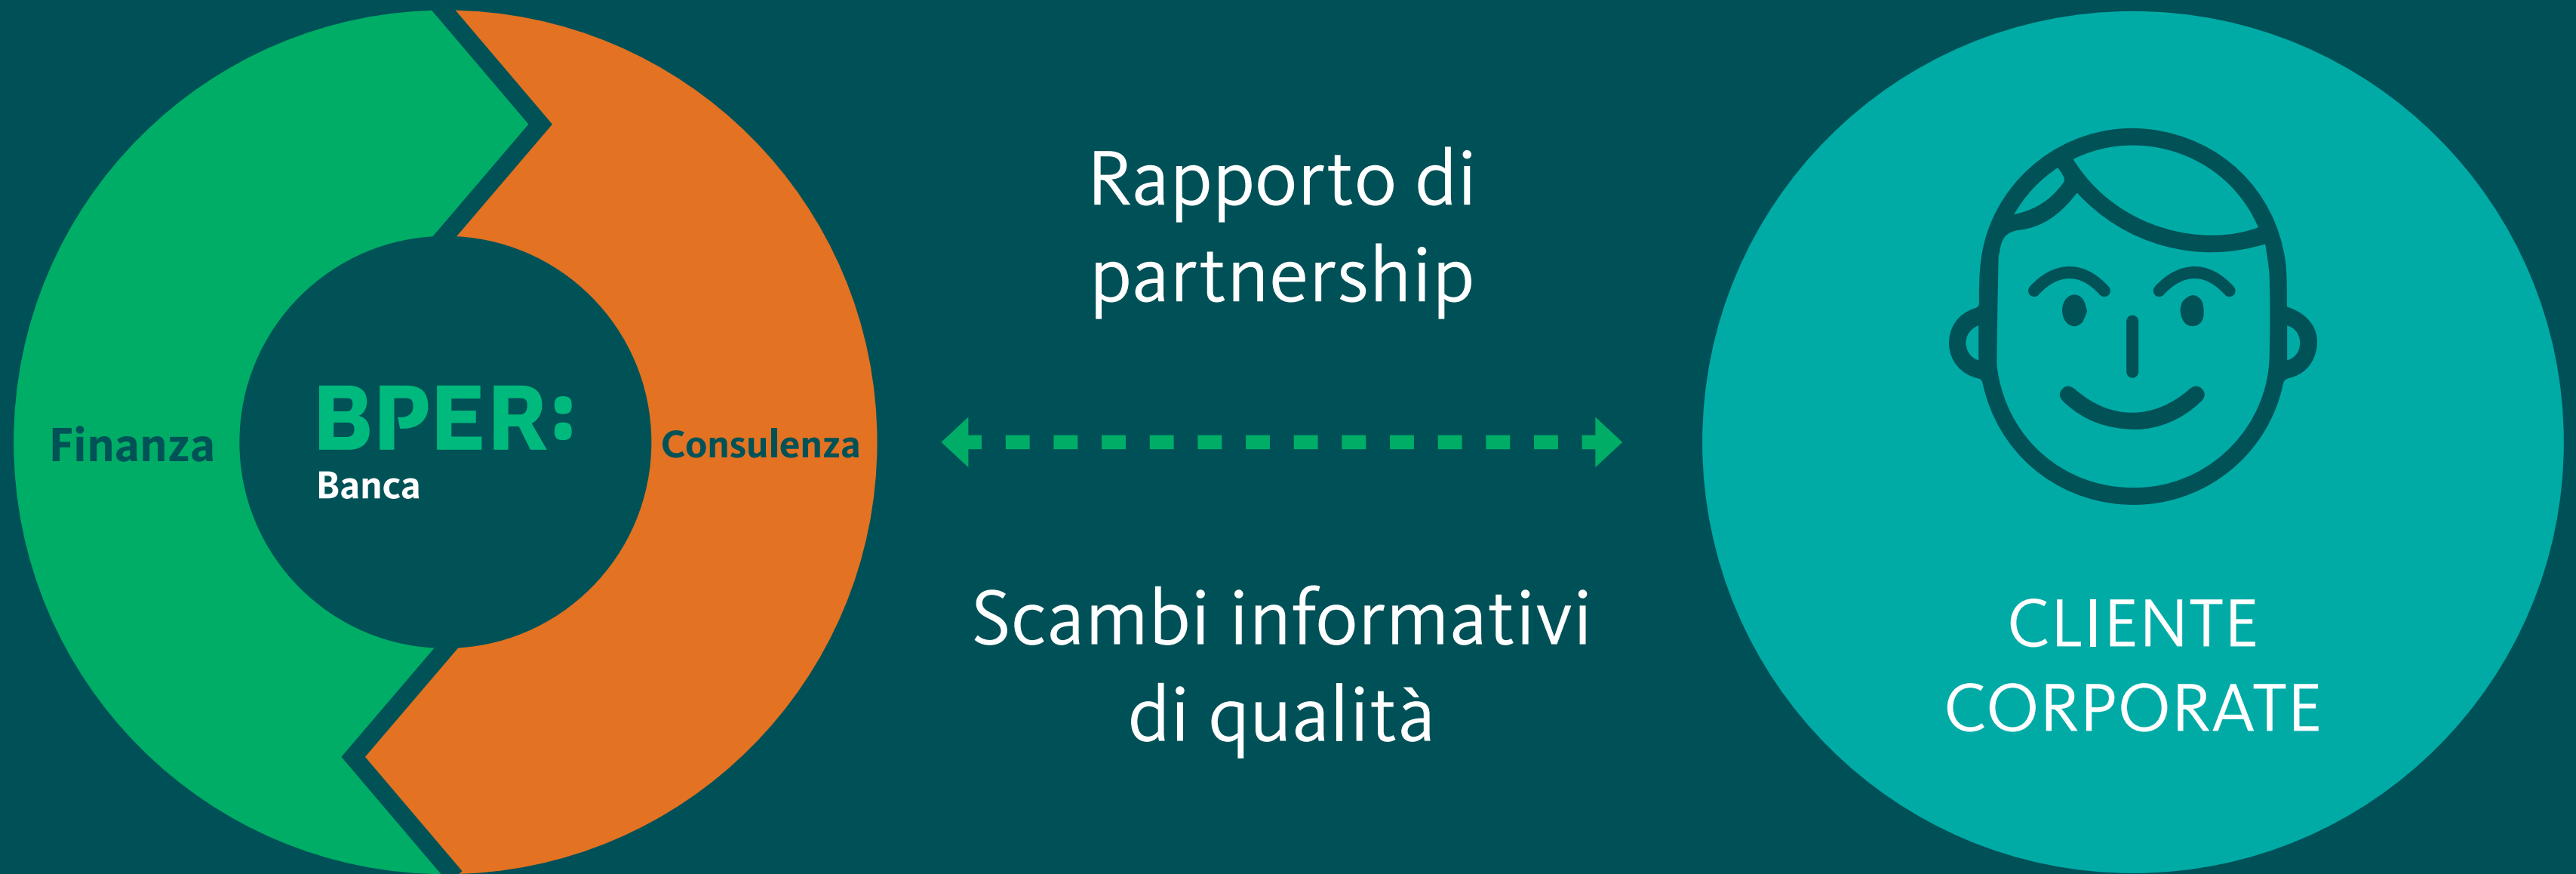 Finanza
BPER:
Banca
Consulenza
Rapporto di
partnership
Scambi informativi
di qualità
CLIENTE
CORPORATE